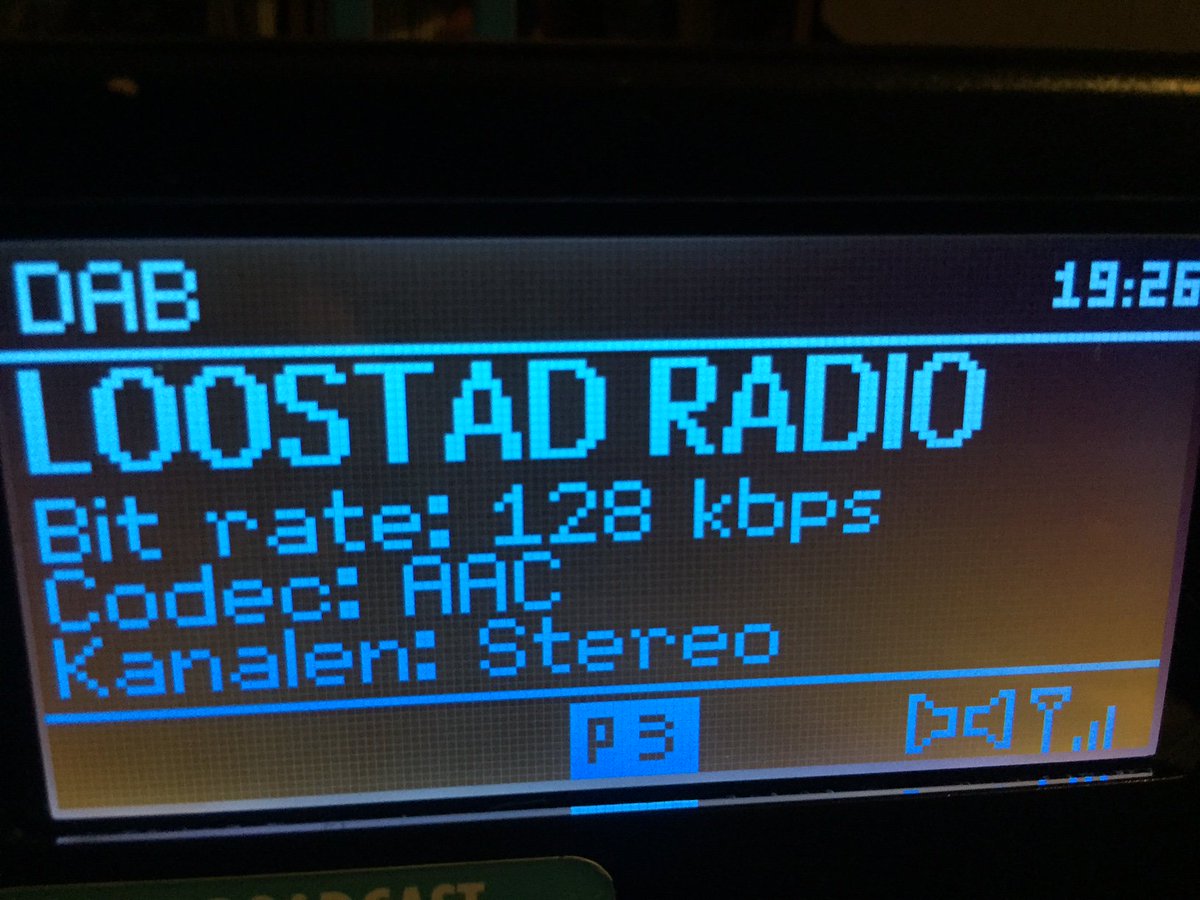 DAB 19:26
LOOSTAD RADIO
Bit rate: 128 kbps
Codec: AAC
Kanalen: Stereo
P 3